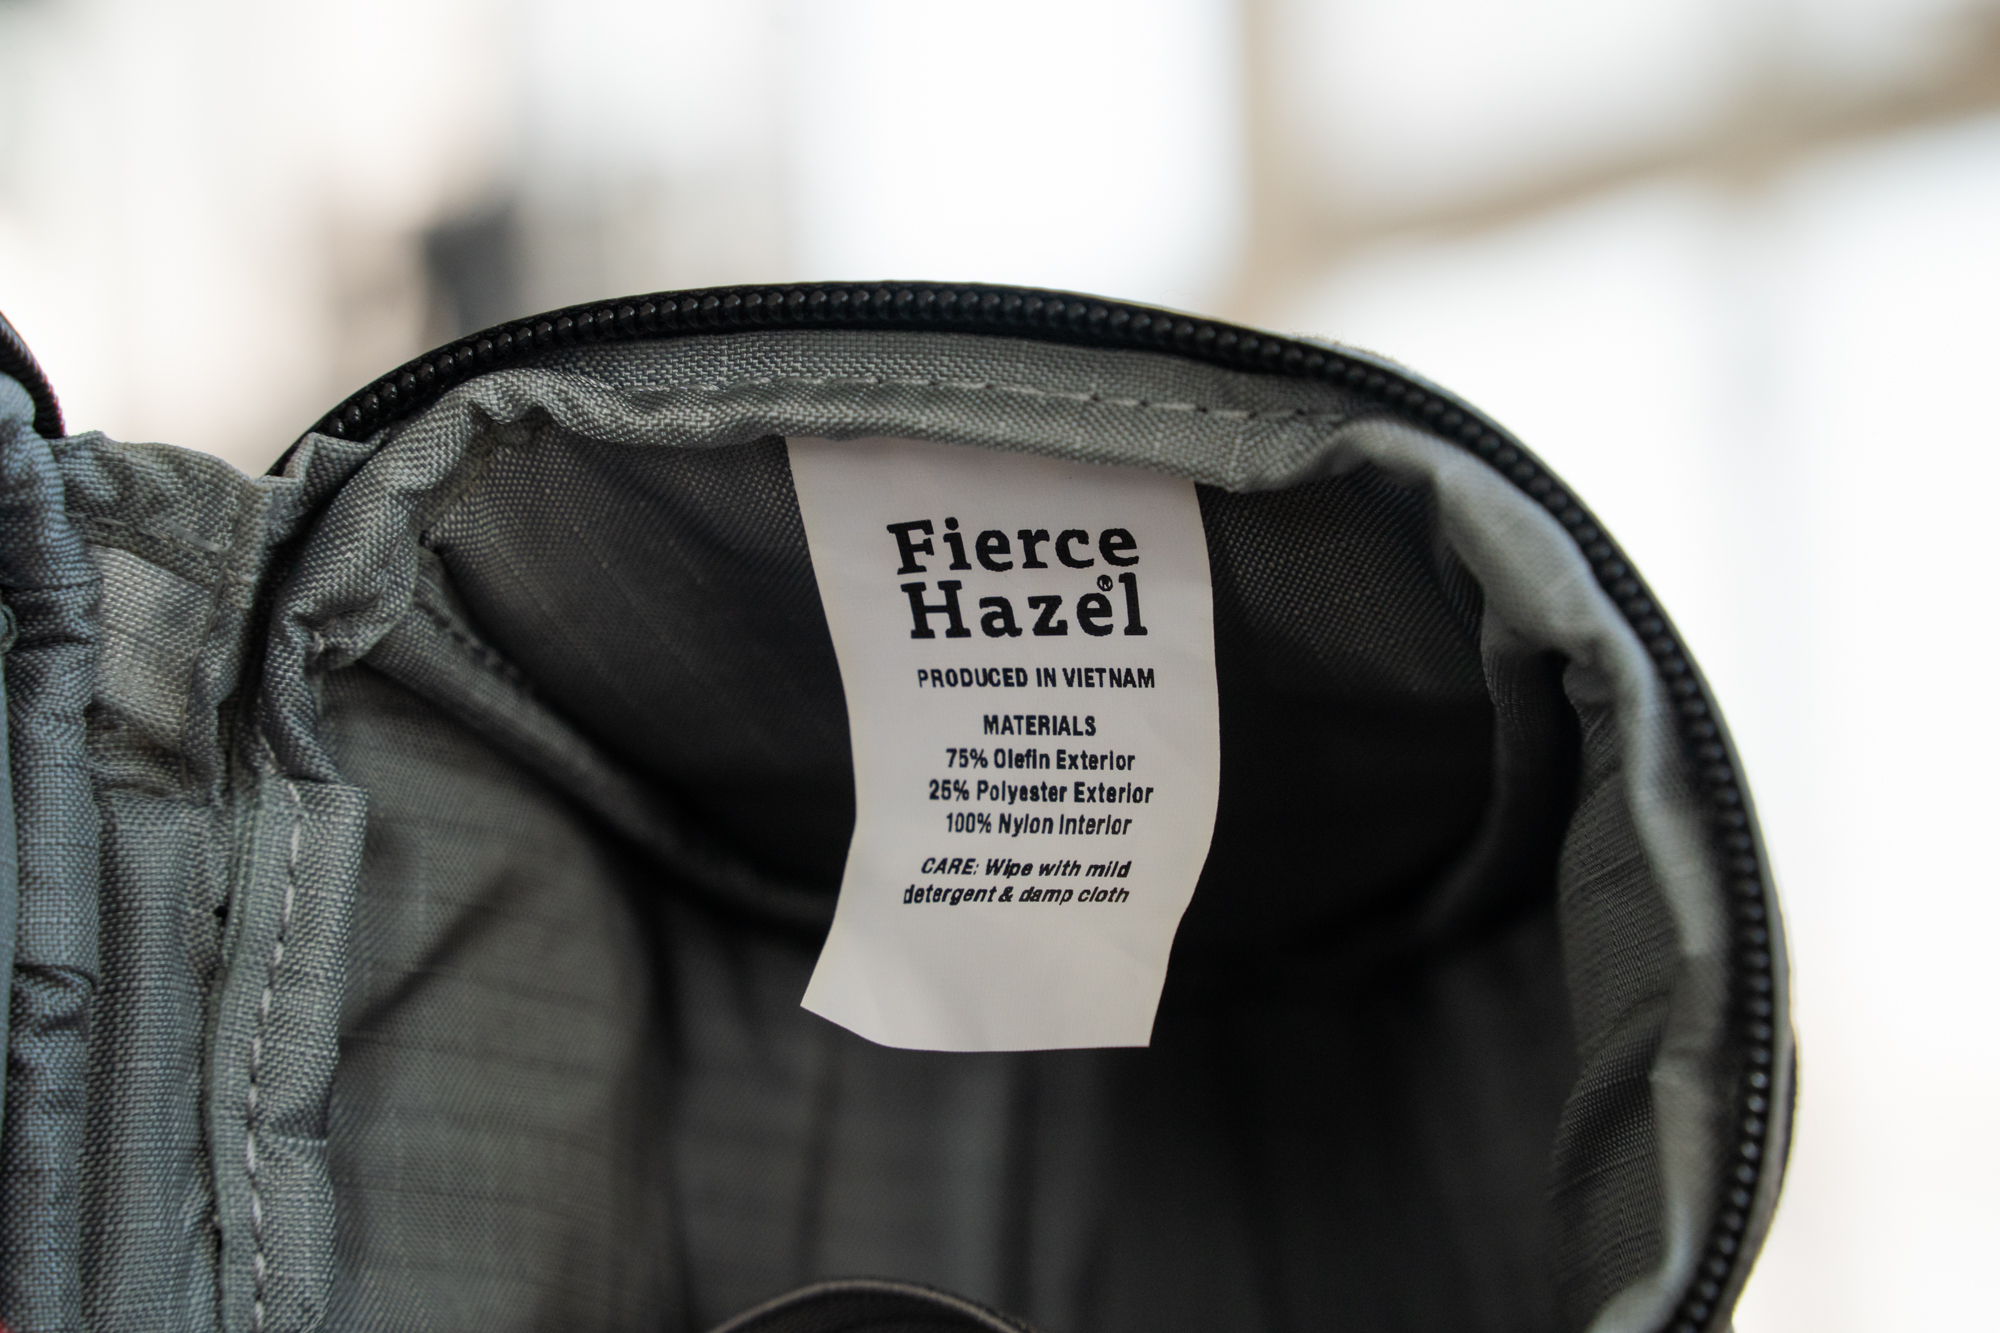 Fierce
Hazel®
PRODUCED IN VIETNAM
MATERIALS
75% Olefin Exterior
25% Polyester Exterior
100% Nylon Interior
CARE: Wipe with mild
detergent & damp cloth